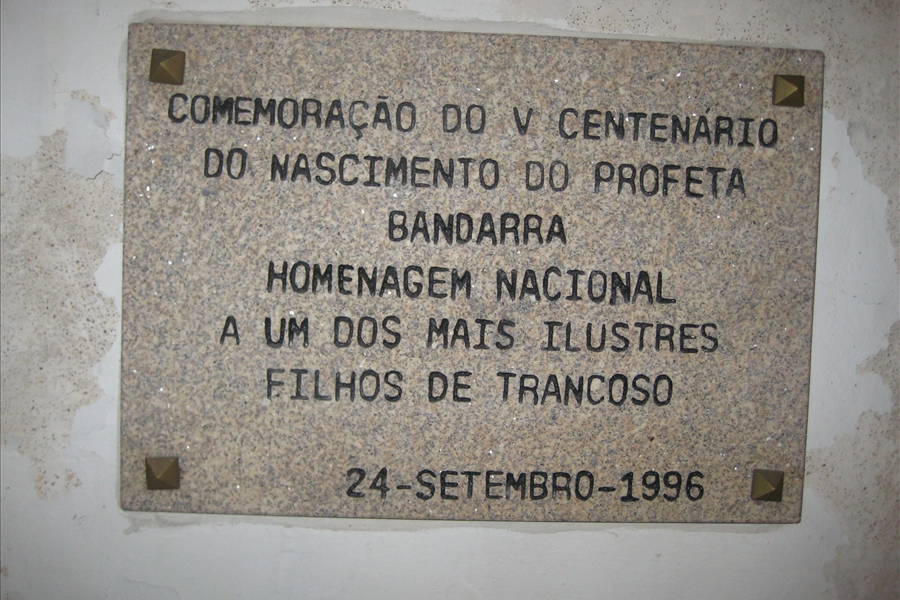 COMEMORAÇÃO DO V CENTENÁRIO
DO NASCIMENTO DO PROFETA
BANDARRA
HOMENAGEM NACIONAL
A UM DOS MAIS ILUSTRES
FILHOS DE TRANCOSO
24-SETEMBRO-1996